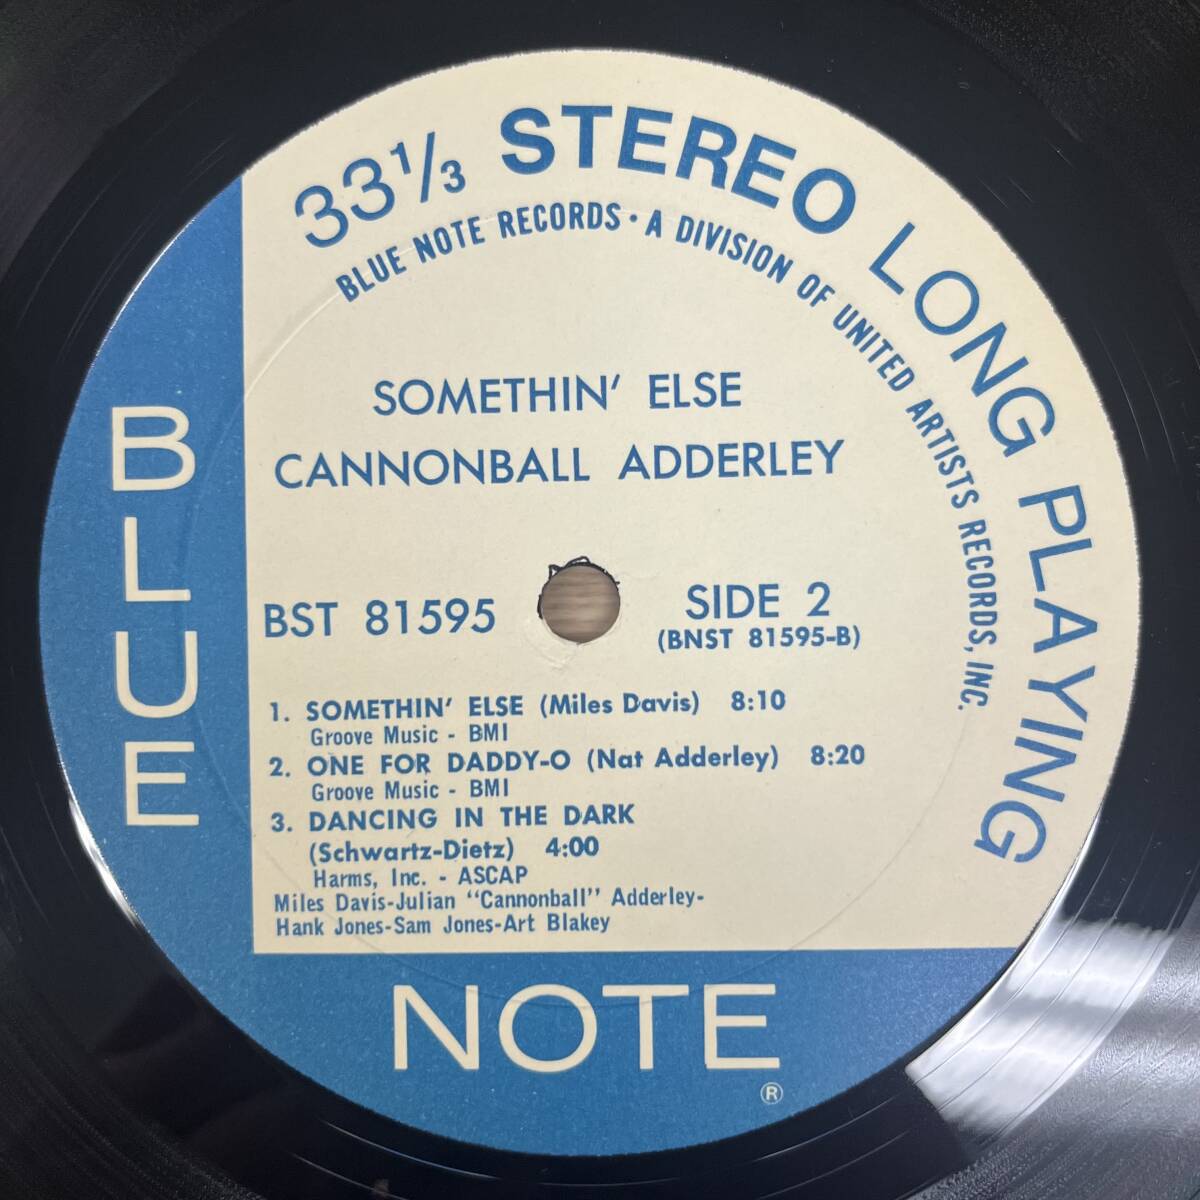 33⅓ STEREO LONG PLAYING
BLUE NOTE RECORDS • A DIVISION OF UNITED ARTISTS RECORDS, INC.
SOMETHIN' ELSE
CANNONBALL ADDERLEY
BST 81595
SIDE 2
(BNST 81595-B)
1. SOMETHIN' ELSE (Miles Davis) 8:10
Groove Music - BMI
2. ONE FOR DADDY-O (Nat Adderley) 8:20
Groove Music - BMI
3. DANCING IN THE DARK
(Schwartz-Dietz) 4:00
Harms, Inc. - ASCAP
Miles Davis-Julian "Cannonball" Adderley-
Hank Jones-Sam Jones-Art Blakey
BLUE
NOTE
®